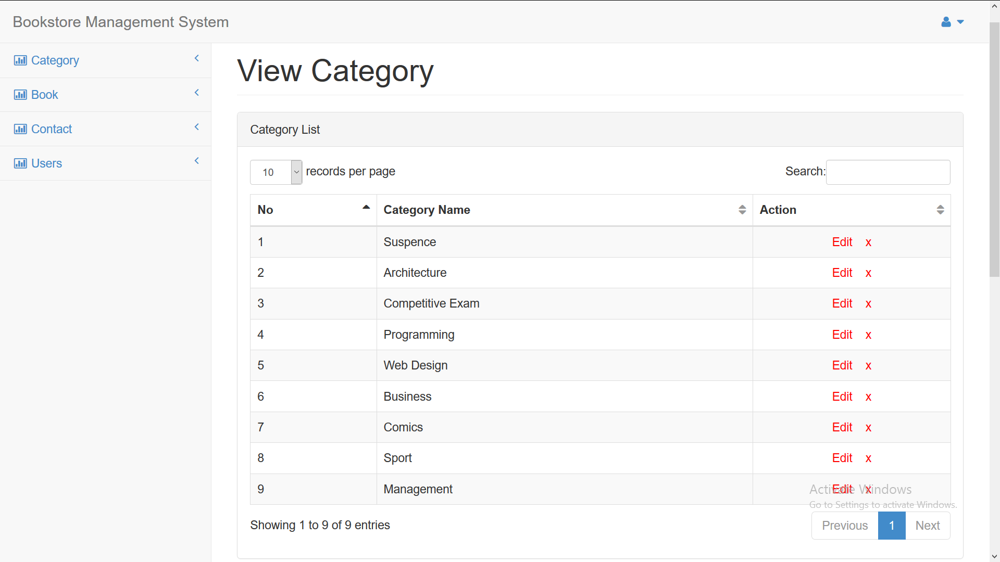 Bookstore Management System
Category
Book
Contact
Users
View Category
Category List
10 records per page Search:
No Category Name Action
1 Suspence Edit x
2 Architecture Edit x
3 Competitive Exam Edit x
4 Programming Edit x
5 Web Design Edit x
6 Business Edit x
7 Comics Edit x
8 Sport Edit x
9 Management Edit x
Activate Windows
Go to Settings to activate Windows.
Showing 1 to 9 of 9 entries Previous 1 Next